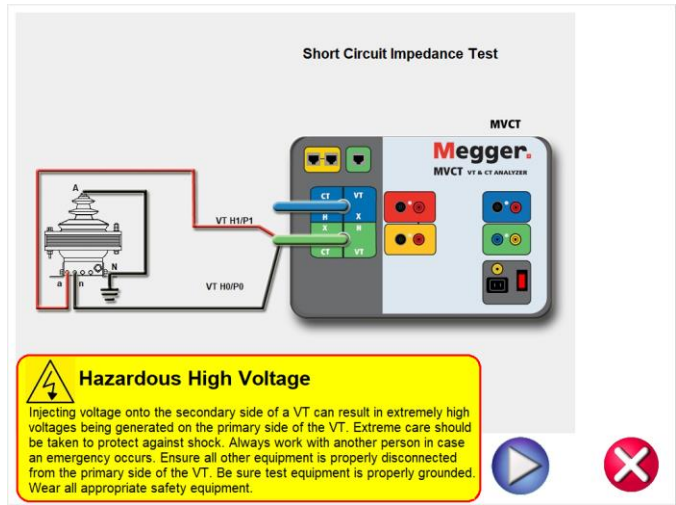 Short Circuit Impedance Test
MVCT
Megger.
MVCT VT & CT ANALYZER
CT VT
H X
X H
CT VT
A
N
a n
VT H1/P1
VT H0/P0
Hazardous High Voltage
Injecting voltage onto the secondary side of a VT can result in extremely high
voltages being generated on the primary side of the VT. Extreme care should
be taken to protect against shock. Always work with another person in case
an emergency occurs. Ensure all other equipment is properly disconnected
from the primary side of the VT. Be sure test equipment is properly grounded.
Wear all appropriate safety equipment.